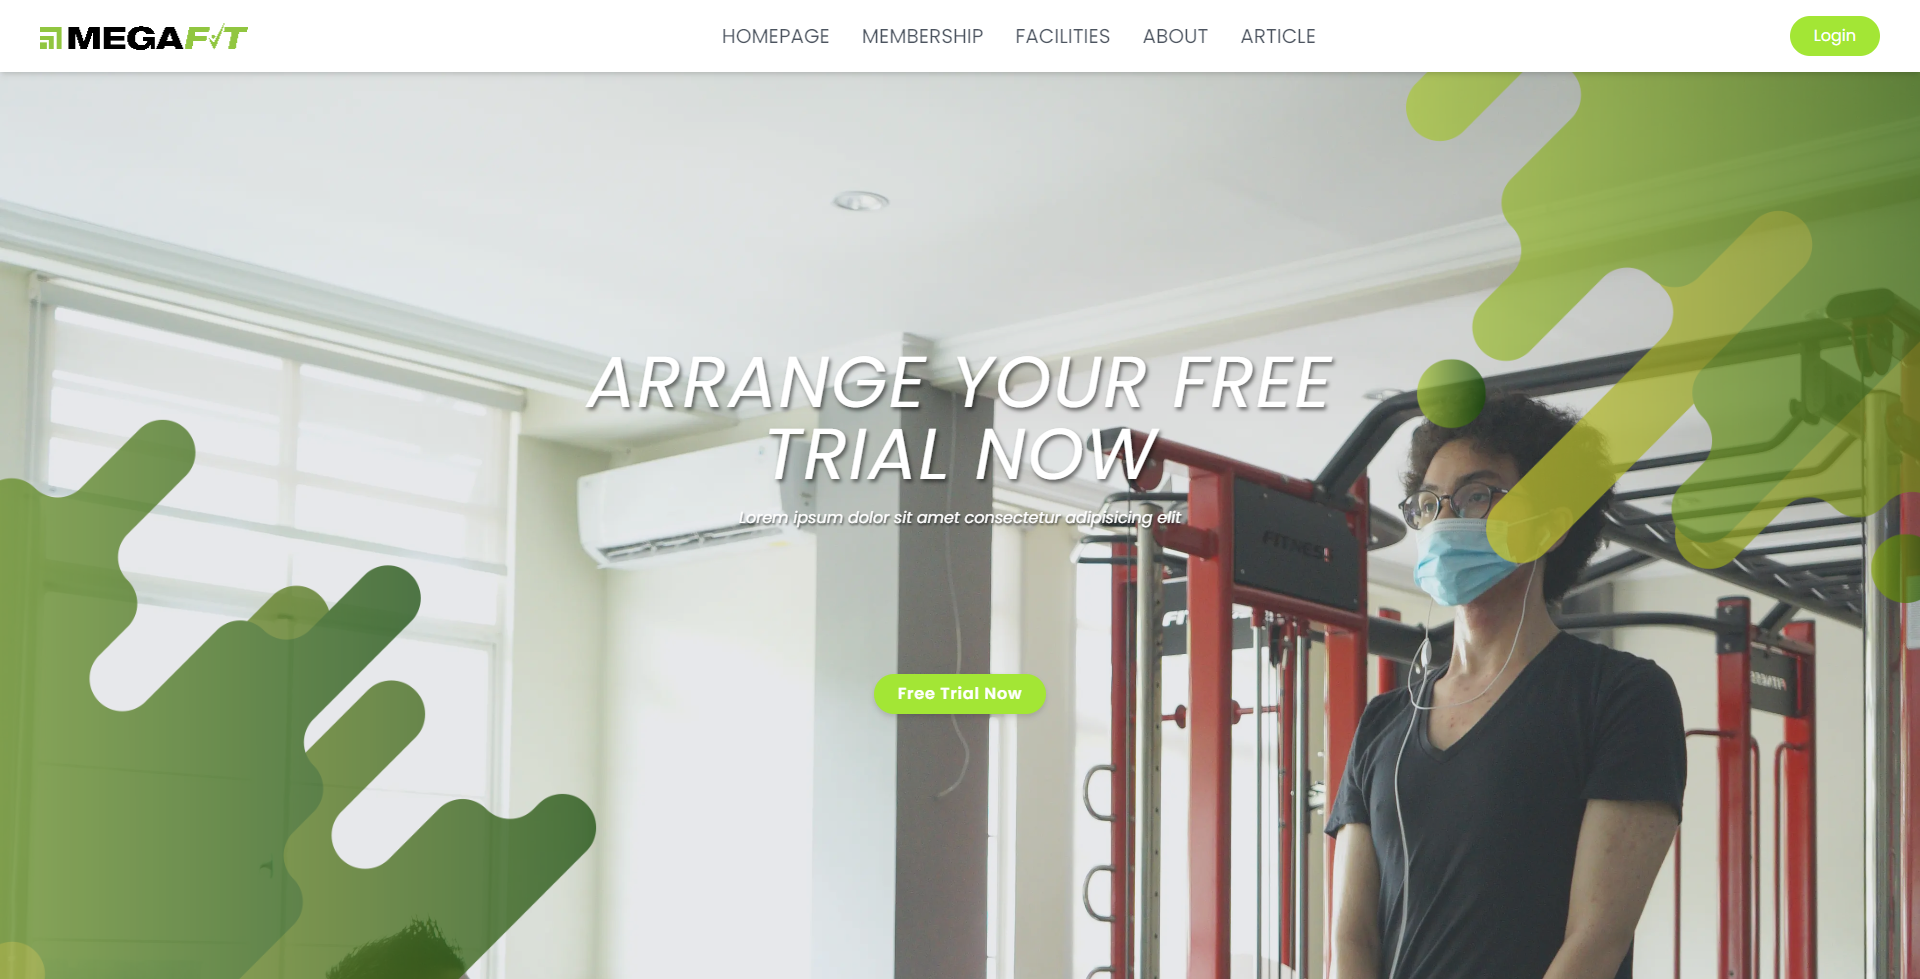 MEGAFIT
HOMEPAGE
MEMBERSHIP
FACILITIES
ABOUT
ARTICLE
Login
ARRANGE YOUR FREE
TRIAL NOW
Lorem ipsum dolor sit amet consectetur adipisicing elit
FITNESS
Free Trial Now